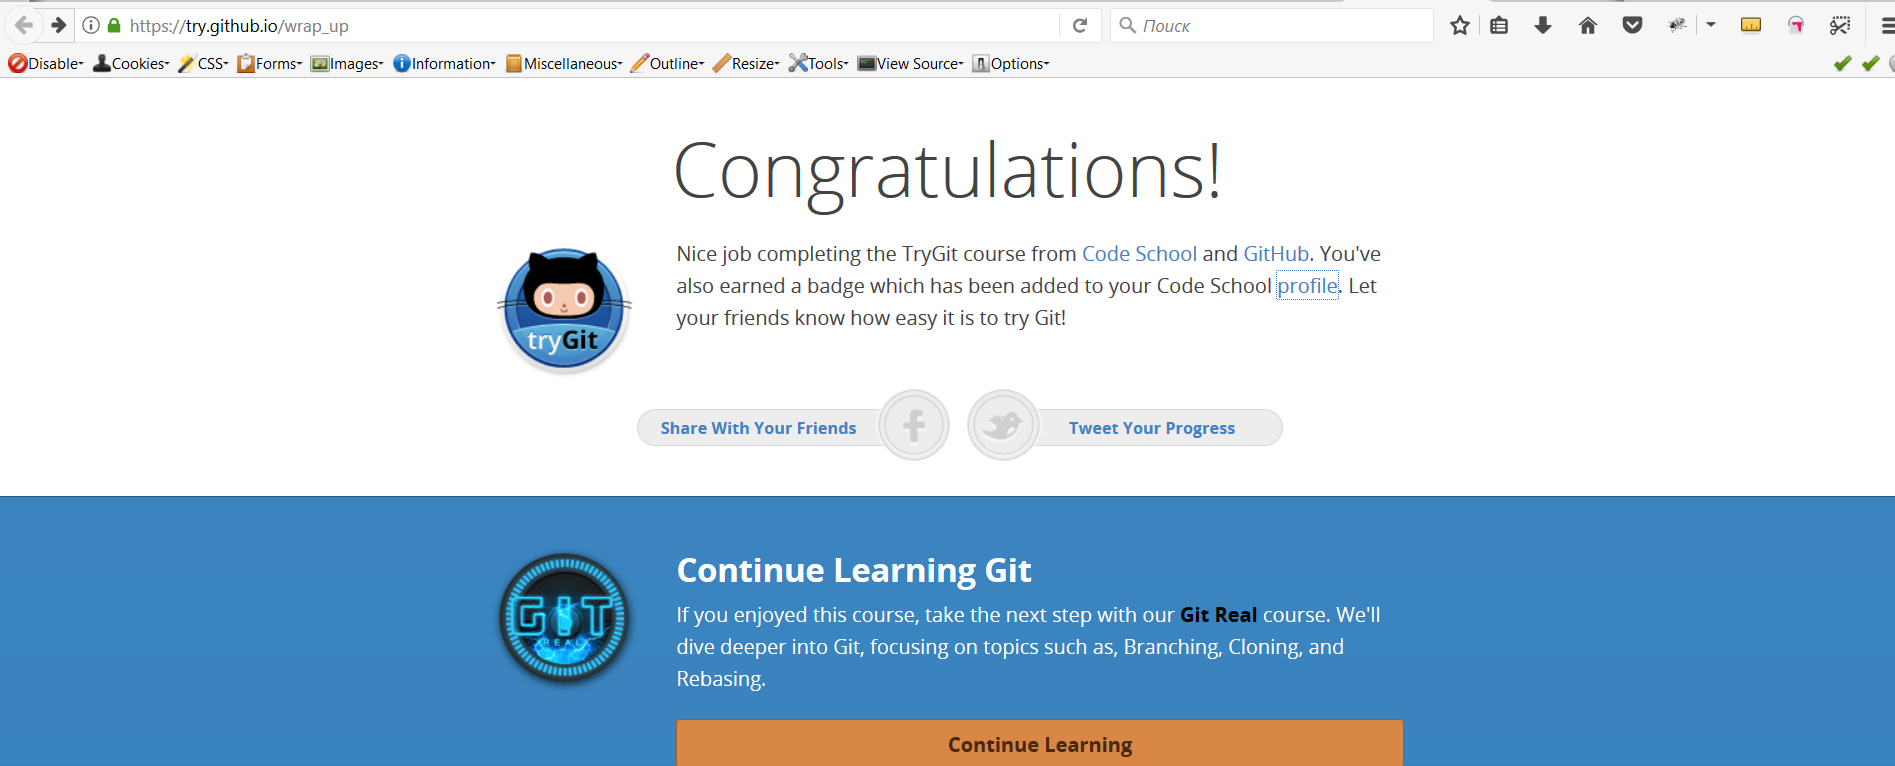 https://try.github.io/wrap_up
Поиск
Disable Cookies CSS Forms Images Information Miscellaneous Outline Resize Tools View Source Options
Congratulations!
Nice job completing the TryGit course from Code School and GitHub. You've
also earned a badge which has been added to your Code School profile. Let
your friends know how easy it is to try Git!
tryGit
Share With Your Friends
Tweet Your Progress
GIT
REAL
Continue Learning Git
If you enjoyed this course, take the next step with our Git Real course. We'll
dive deeper into Git, focusing on topics such as, Branching, Cloning, and
Rebasing.
Continue Learning